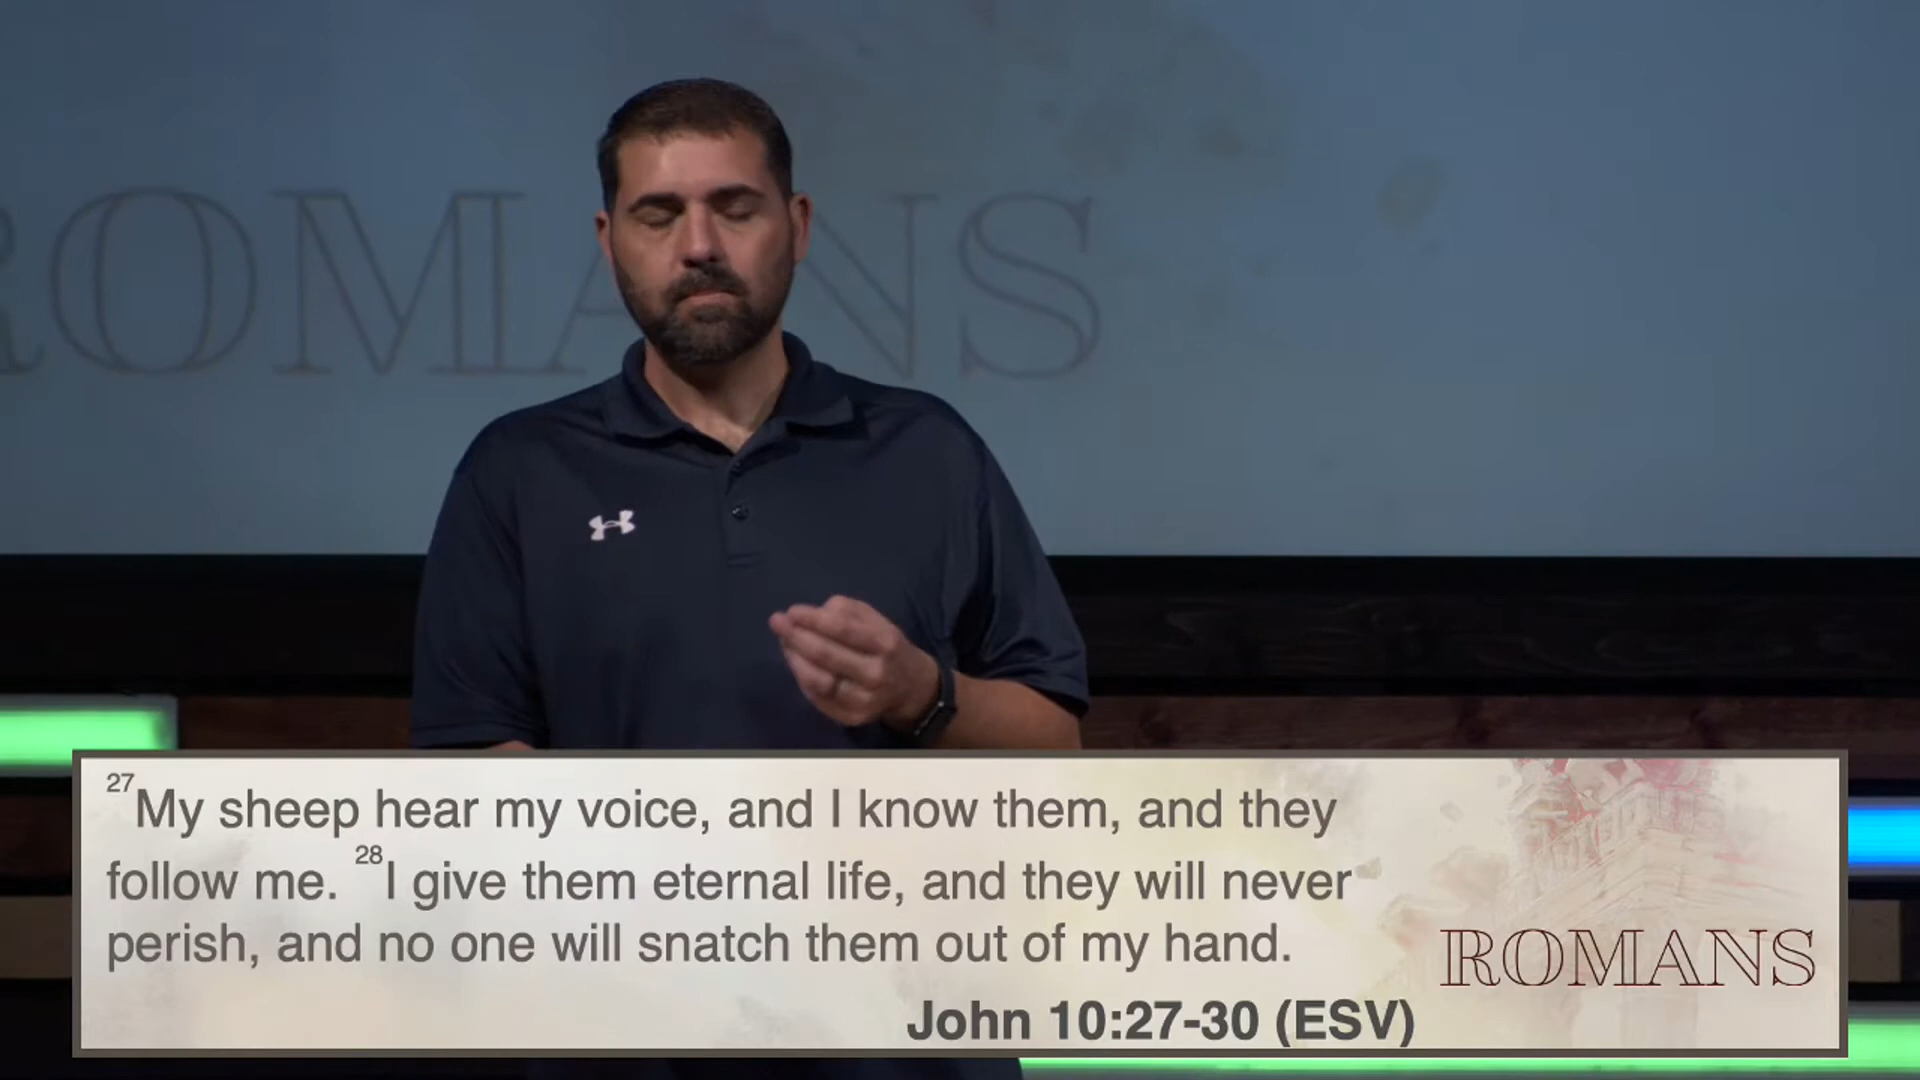 ROMANS
27My sheep hear my voice, and I know them, and they
follow me. 28I give them eternal life, and they will never
perish, and no one will snatch them out of my hand.
ROMANS
John 10:27-30 (ESV)